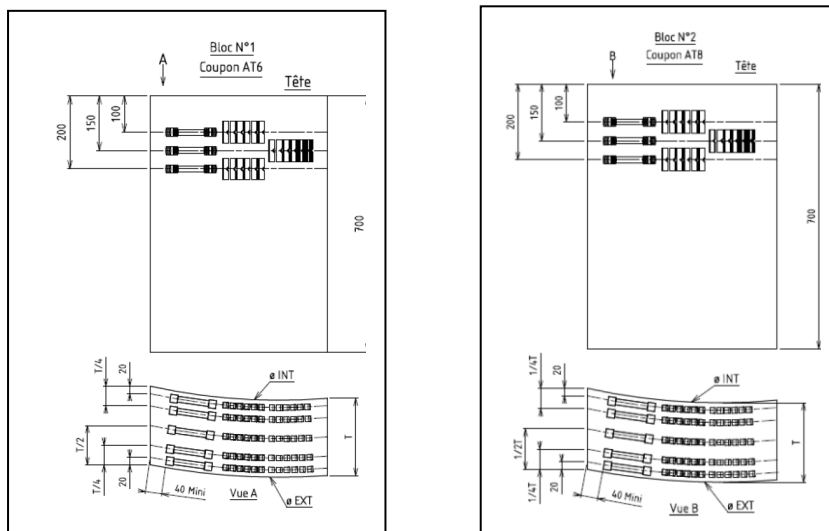 Bloc N°1
Coupon AT6
A
Tête
200
150
100
700
T/4
20
ø INT
T
T/2
T/4
20
40 Mini
Vue A
ø EXT
Bloc N°2
Coupon AT8
B
Tête
200
150
100
700
1/4T
20
ø INT
T
1/2T
1/4T
20
40 Mini
Vue B
ø EXT